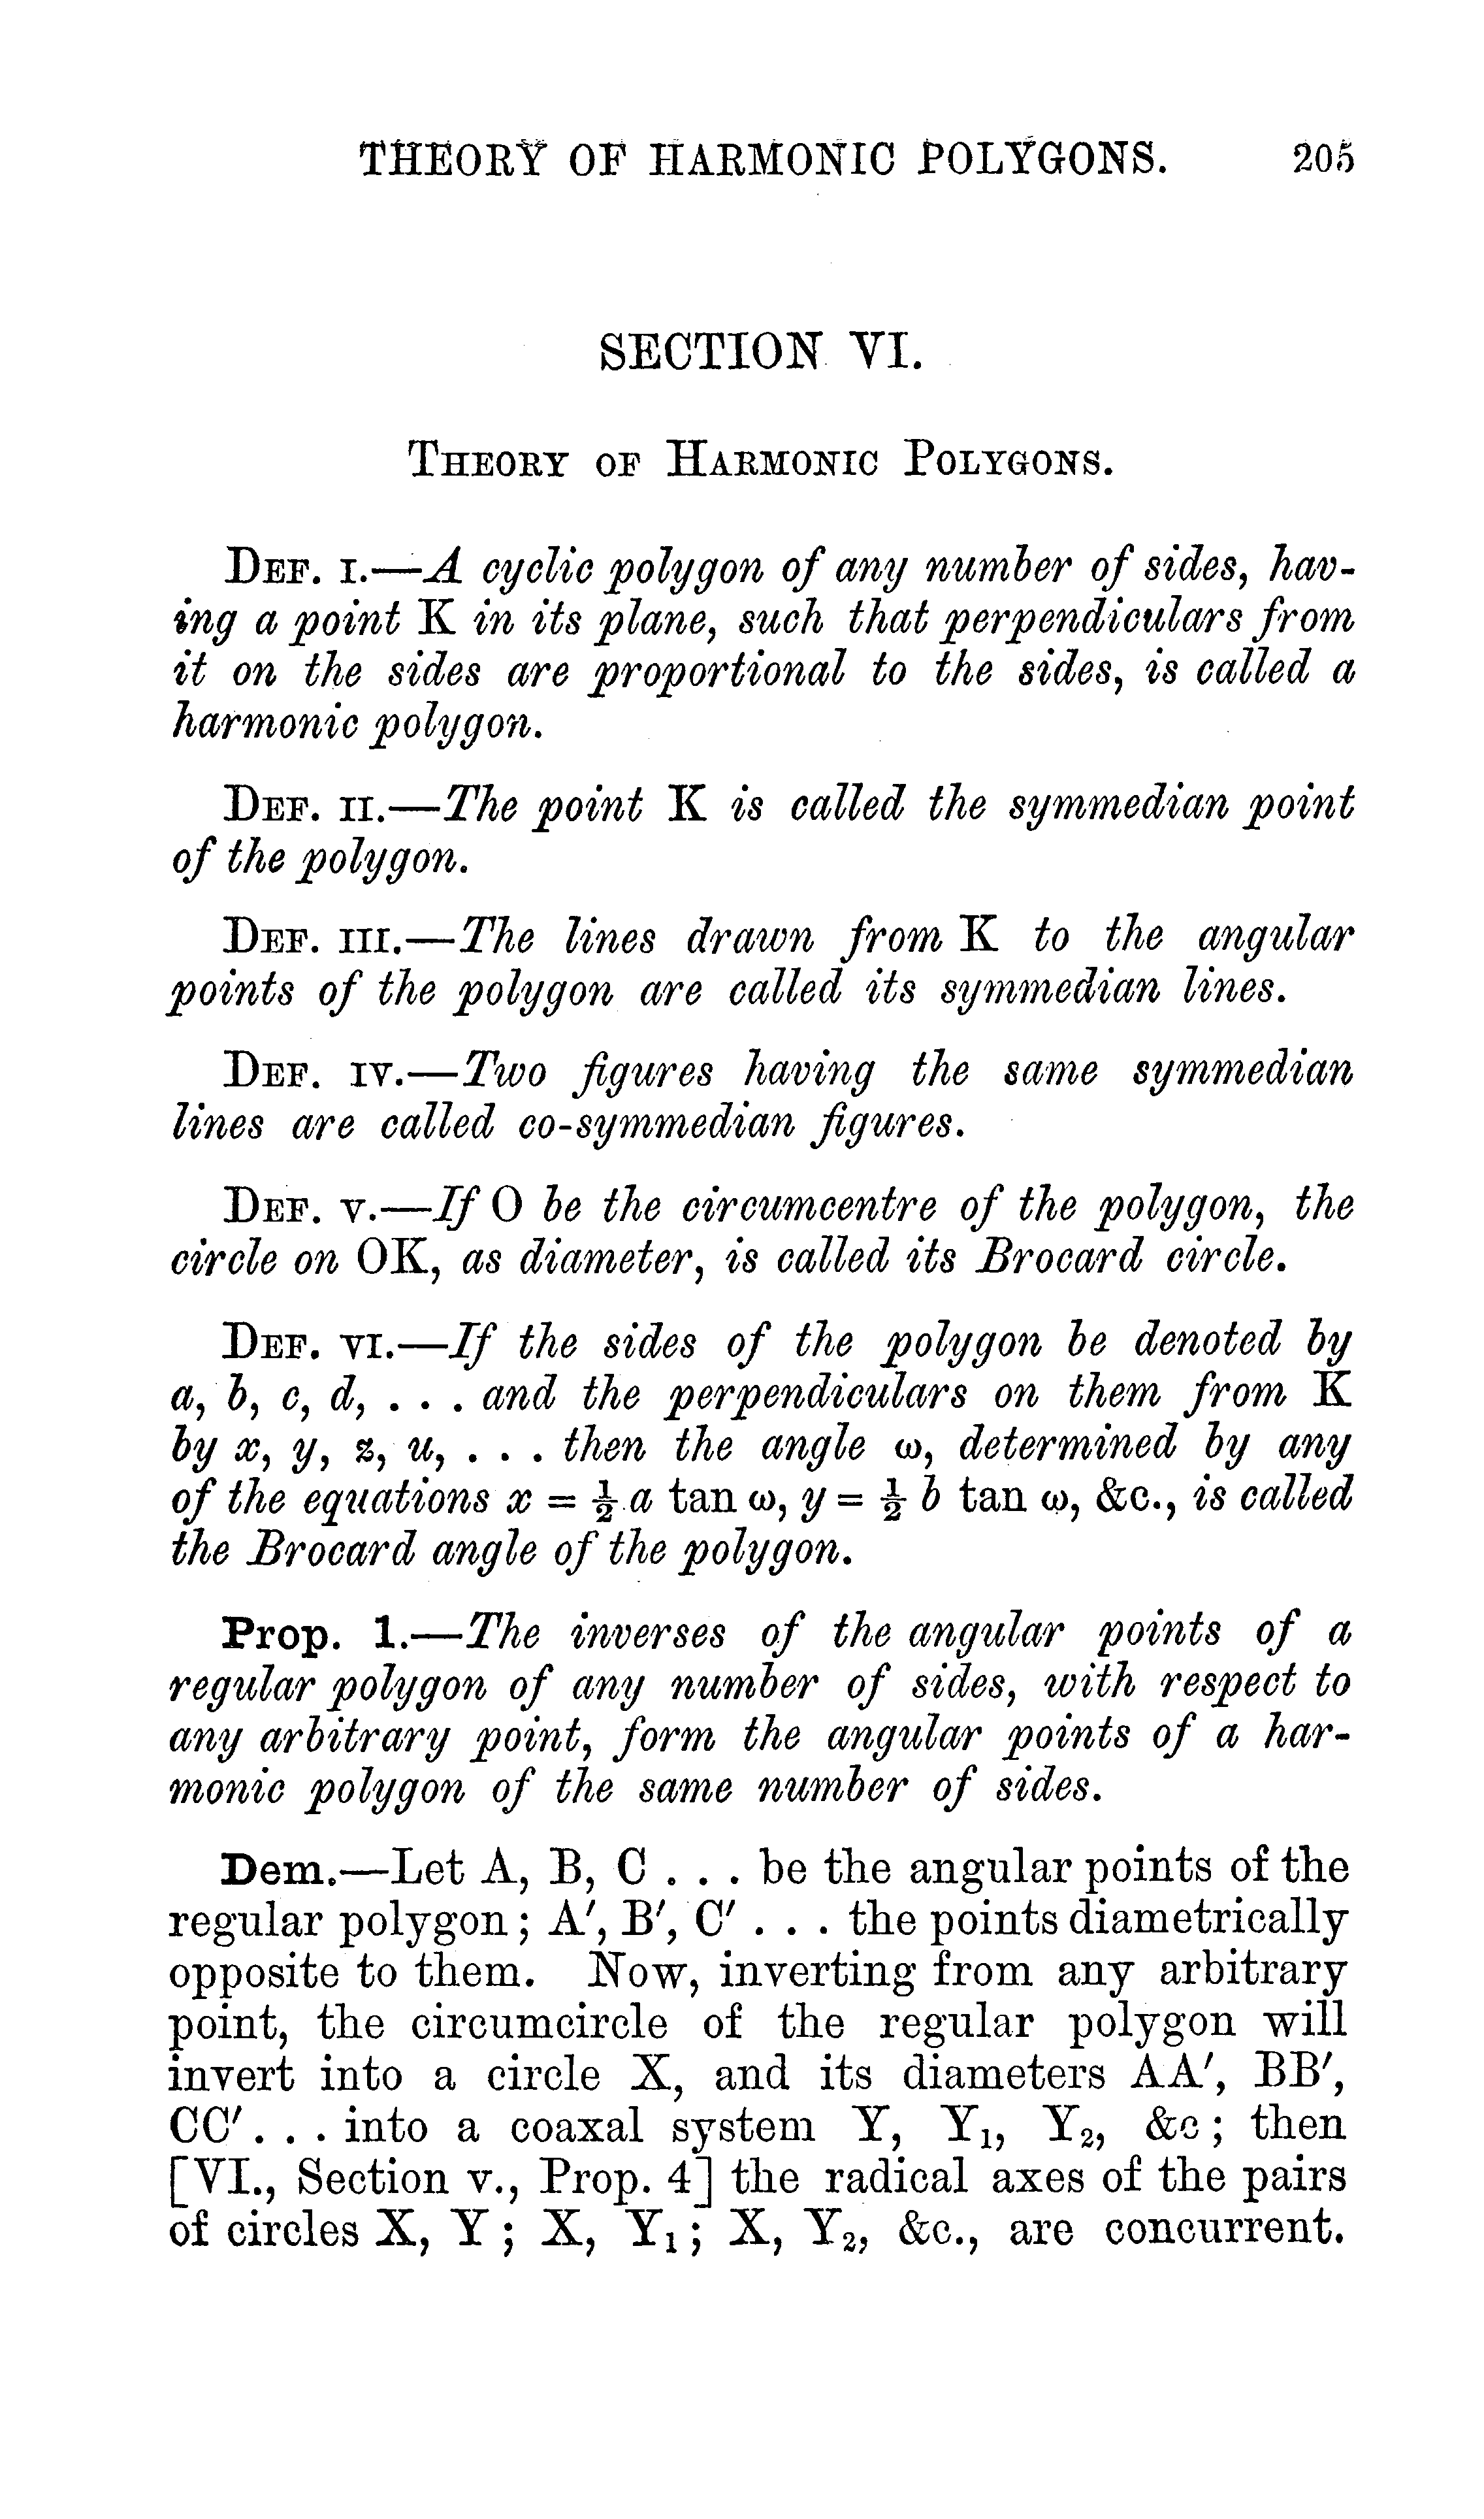 THEORY OF HARMONIC POLYGONS. 205
SECTION VI.
Theory of Harmonic Polygons.
Def. i.—A cyclic polygon of any number of sides, hav-
ing a point K in its plane, such that perpendiculars from
it on the sides are proportional to the sides, is called a
harmonic polygon.
Def. ii.—The point K is called the symmedian point
of the polygon.
Def. iii.—The lines drawn from K to the angular
points of the polygon are called its symmedian lines.
Def. iv.—Two figures having the same symmedian
lines are called co-symmedian figures.
Def. v.—If O be the circumcentre of the polygon, the
circle on OK, as diameter, is called its Brocard circle.
Def. vi.—If the sides of the polygon be denoted by
a, b, c, d, . . . and the perpendiculars on them from K
by x, y, z, u, . . . then the angle ω, determined by any
of the equations x = ½ a tan ω, y = ½ b tan ω, &c., is called
the Brocard angle of the polygon.
Prop. 1.—The inverses of the angular points of a
regular polygon of any number of sides, with respect to
any arbitrary point, form the angular points of a har-
monic polygon of the same number of sides.
Dem.—Let A, B, C . . . be the angular points of the
regular polygon; A′, B′, C′ . . . the points diametrically
opposite to them. Now, inverting from any arbitrary
point, the circumcircle of the regular polygon will
invert into a circle X, and its diameters AA′, BB′,
CC′ . . . into a coaxal system Y, Y₁, Y₂, &c; then
[VI., Section v., Prop. 4] the radical axes of the pairs
of circles X, Y; X, Y₁; X, Y₂, &c., are concurrent.